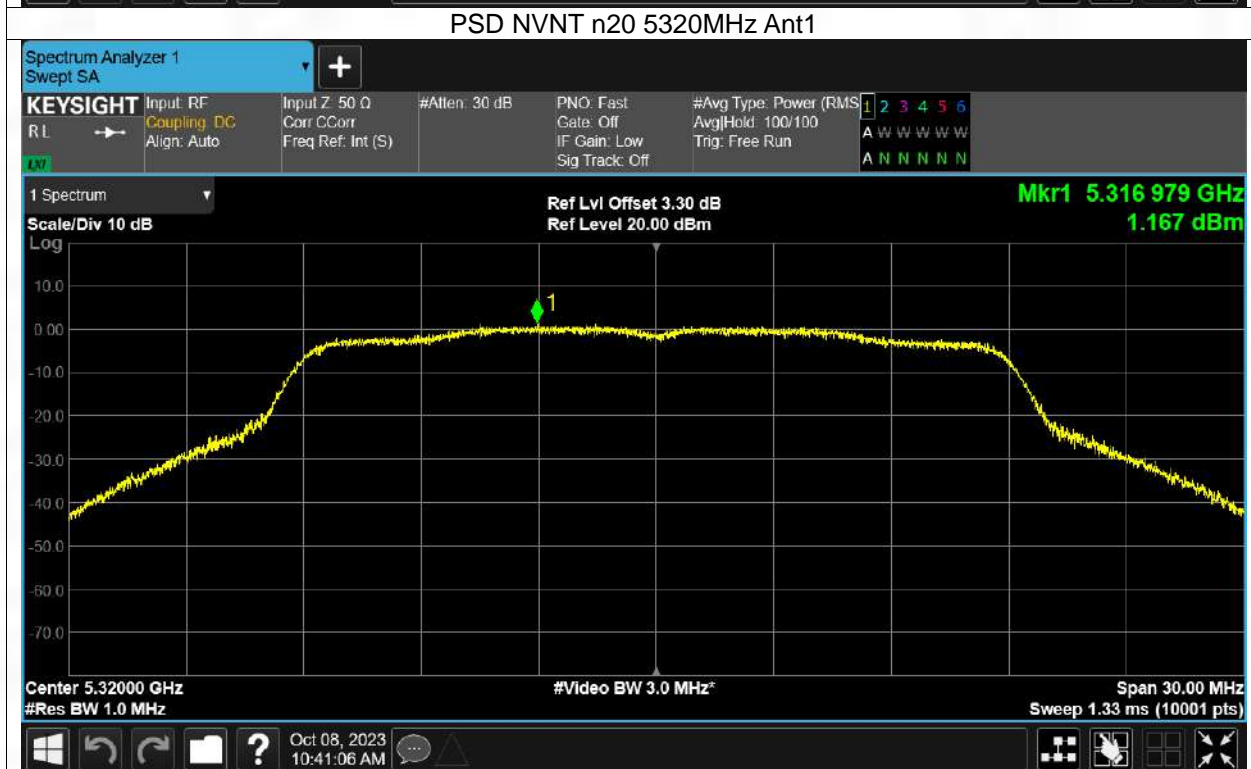 PSD NVNT n20 5320MHz Ant1
Spectrum Analyzer 1
Swept SA
+
KEYSIGHT
RL
LXI
Input: RF
Coupling: DC
Align: Auto
Input Z: 50 Ω
Corr CCorr
Freq Ref: Int (S)
#Atten: 30 dB
PNO: Fast
Gate: Off
IF Gain: Low
Sig Track: Off
#Avg Type: Power (RMS
Avg|Hold: 100/100
Trig: Free Run
1 2 3 4 5 6
A W W W W W
A N N N N N
1 Spectrum
Scale/Div 10 dB
Log
Ref Lvl Offset 3.30 dB
Ref Level 20.00 dBm
Mkr1 5.316 979 GHz
1.167 dBm
1
10.0
0.00
-10.0
-20.0
-30.0
-40.0
-50.0
-60.0
-70.0
Center 5.32000 GHz
#Res BW 1.0 MHz
#Video BW 3.0 MHz*
Span 30.00 MHz
Sweep 1.33 ms (10001 pts)
?
Oct 08, 2023
10:41:06 AM